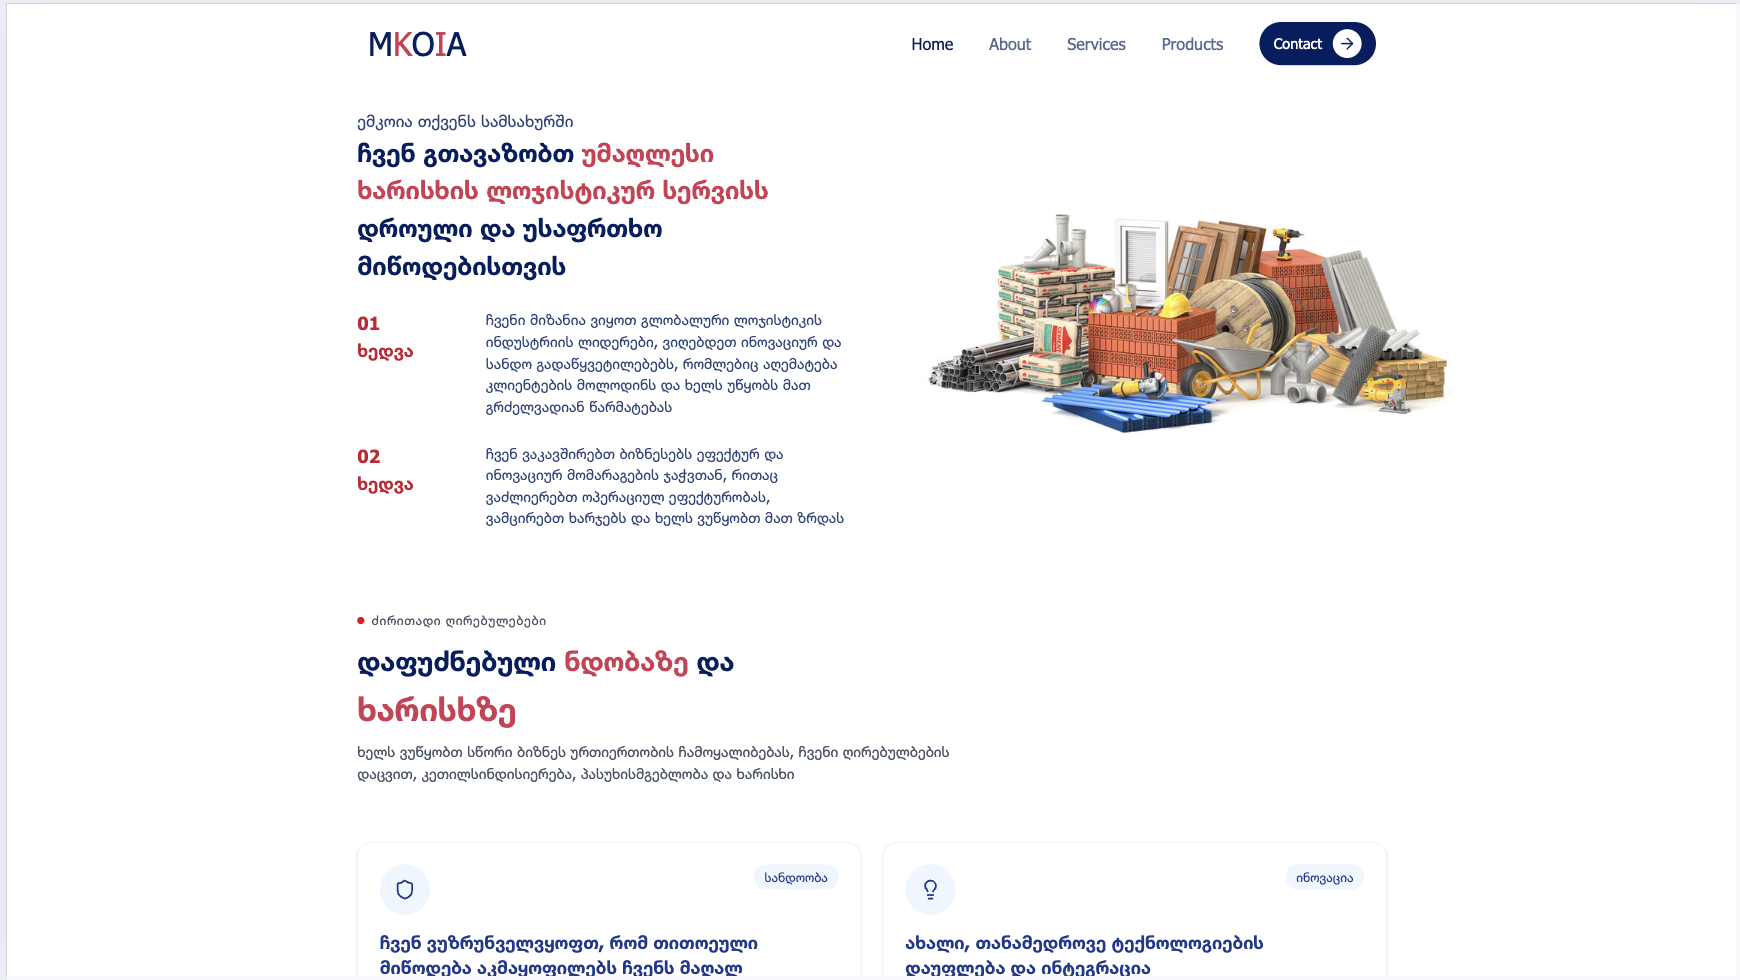 MKOIA
Home
About
Services
Products
Contact
ემკოია თქვენს სამსახურში
ჩვენ გთავაზობთ უმაღლესი
ხარისხის ლოჯისტიკურ სერვისს
დროული და უსაფრთხო
მიწოდებისთვის
01
ხედვა
ჩვენი მიზანია ვიყოთ გლობალური ლოჯისტიკის
ინდუსტრიის ლიდერები, ვიღებდეთ ინოვაციურ და
სანდო გადაწყვეტილებებს, რომლებიც აღემატება
კლიენტების მოლოდინს და ხელს უწყობს მათ
გრძელვადიან წარმატებას
02
ხედვა
ჩვენ ვაკავშირებთ ბიზნესებს ეფექტურ და
ინოვაციურ მომარაგების ჯაჭვთან, რითაც
ვაძლიერებთ ოპერაციულ ეფექტურობას,
ვამცირებთ ხარჯებს და ხელს ვუწყობთ მათ ზრდას
ძირითადი ღირებულებები
დაფუძნებული ნდობაზე და
ხარისხზე
ხელს ვუწყობთ სწორი ბიზნეს ურთიერთობის ჩამოყალიბებას, ჩვენი ღირებულბების
დაცვით, კეთილსინდისიერება, პასუხისმგებლობა და ხარისხი
სანდოობა
ჩვენ ვუზრუნველვყოფთ, რომ თითოეული
მიწოდება აკმაყოფილებს ჩვენს მაღალ
ინოვაცია
ახალი, თანამედროვე ტექნოლოგიების
დაუფლება და ინტეგრაცია